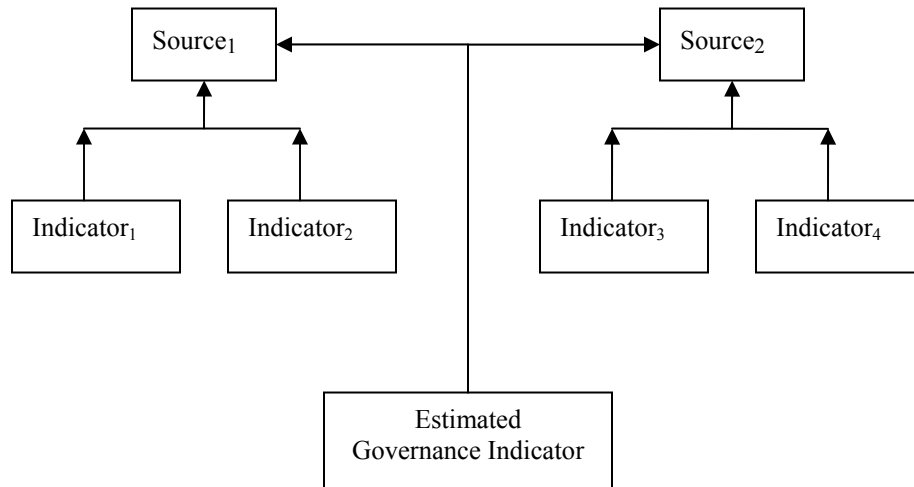 Source₁
Source₂
Indicator₁
Indicator₂
Indicator₃
Indicator₄
Estimated
Governance Indicator